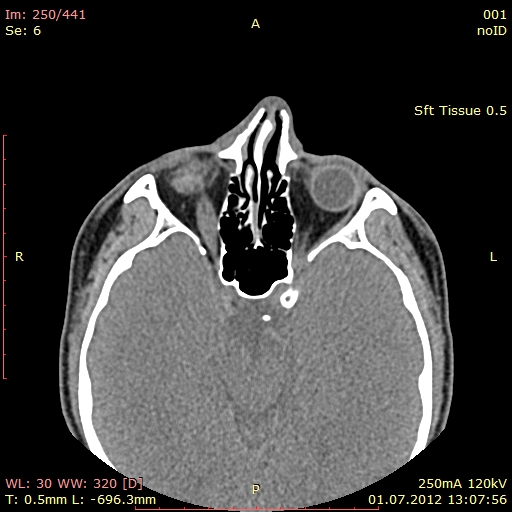 Im: 250/441
Se: 6
A
001
noID
Sft Tissue 0.5
R
L
WL: 30 WW: 320 [D]
T: 0.5mm L: -696.3mm
P
250mA 120kV
01.07.2012 13:07:56